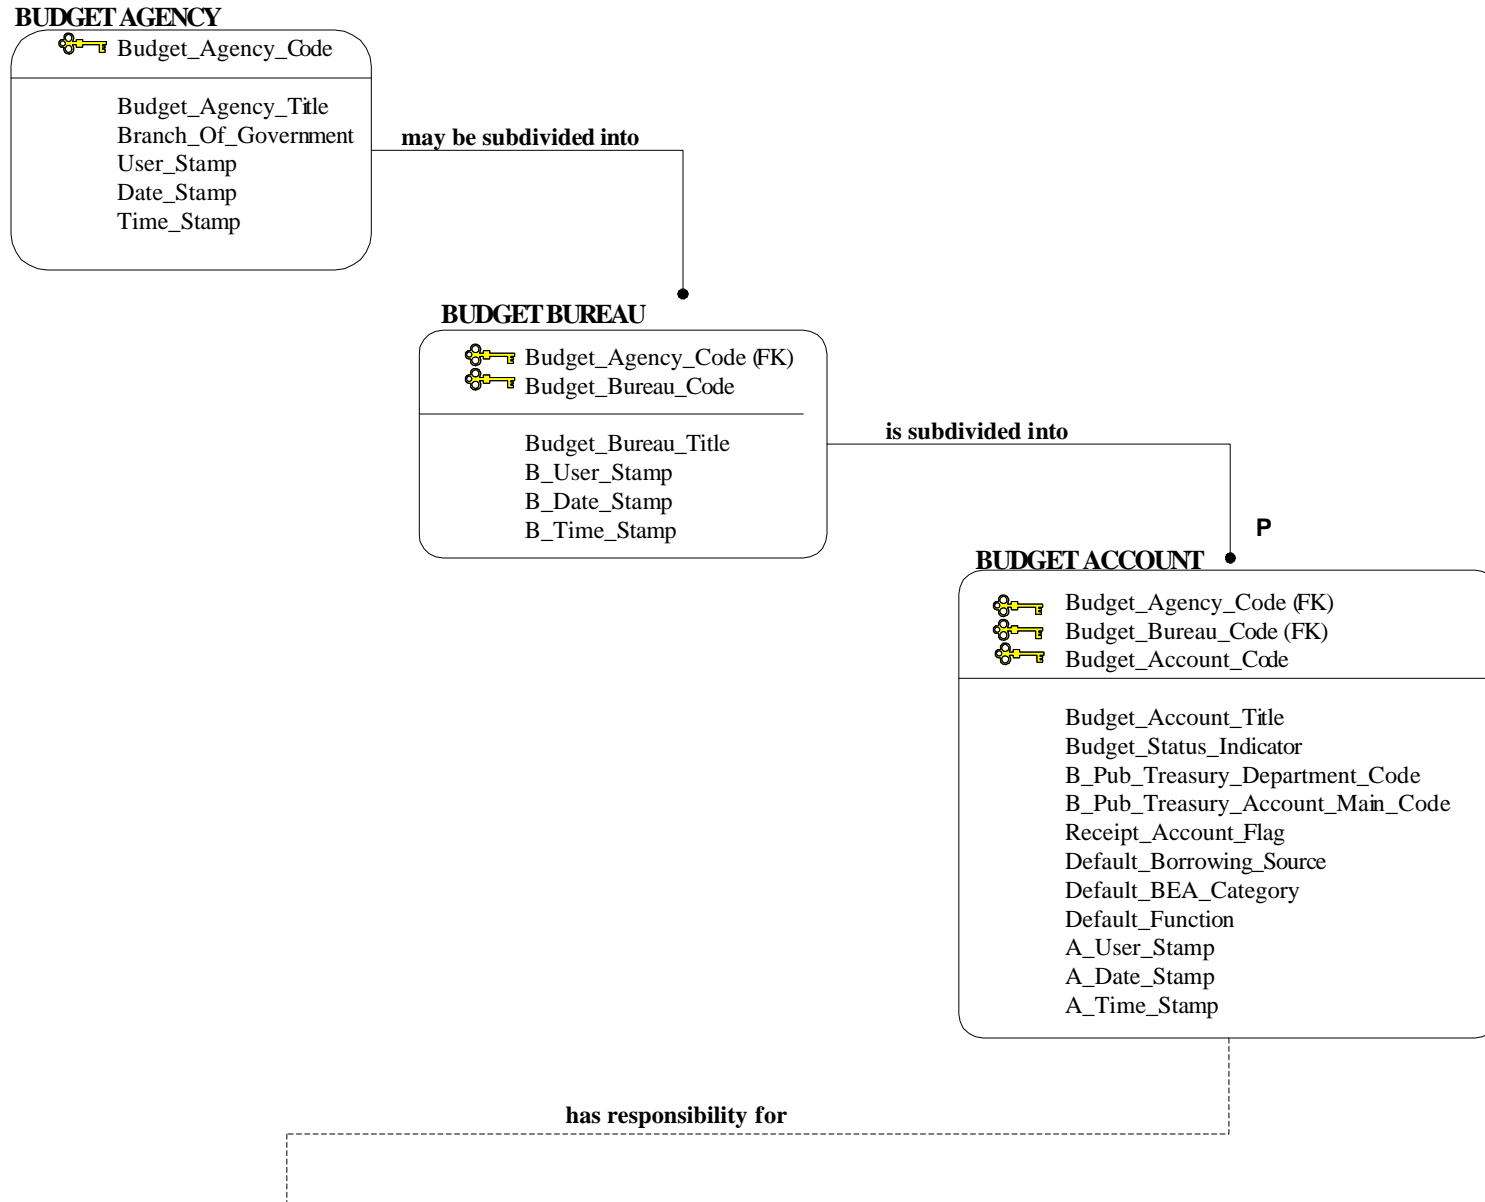 BUDGET AGENCY
Budget_Agency_Code
Budget_Agency_Title
Branch_Of_Government
User_Stamp
Date_Stamp
Time_Stamp
may be subdivided into
BUDGET BUREAU
Budget_Agency_Code (FK)
Budget_Bureau_Code
Budget_Bureau_Title
B_User_Stamp
B_Date_Stamp
B_Time_Stamp
is subdivided into
P
BUDGET ACCOUNT
Budget_Agency_Code (FK)
Budget_Bureau_Code (FK)
Budget_Account_Code
Budget_Account_Title
Budget_Status_Indicator
B_Pub_Treasury_Department_Code
B_Pub_Treasury_Account_Main_Code
Receipt_Account_Flag
Default_Borrowing_Source
Default_BEA_Category
Default_Function
A_User_Stamp
A_Date_Stamp
A_Time_Stamp
has responsibility for